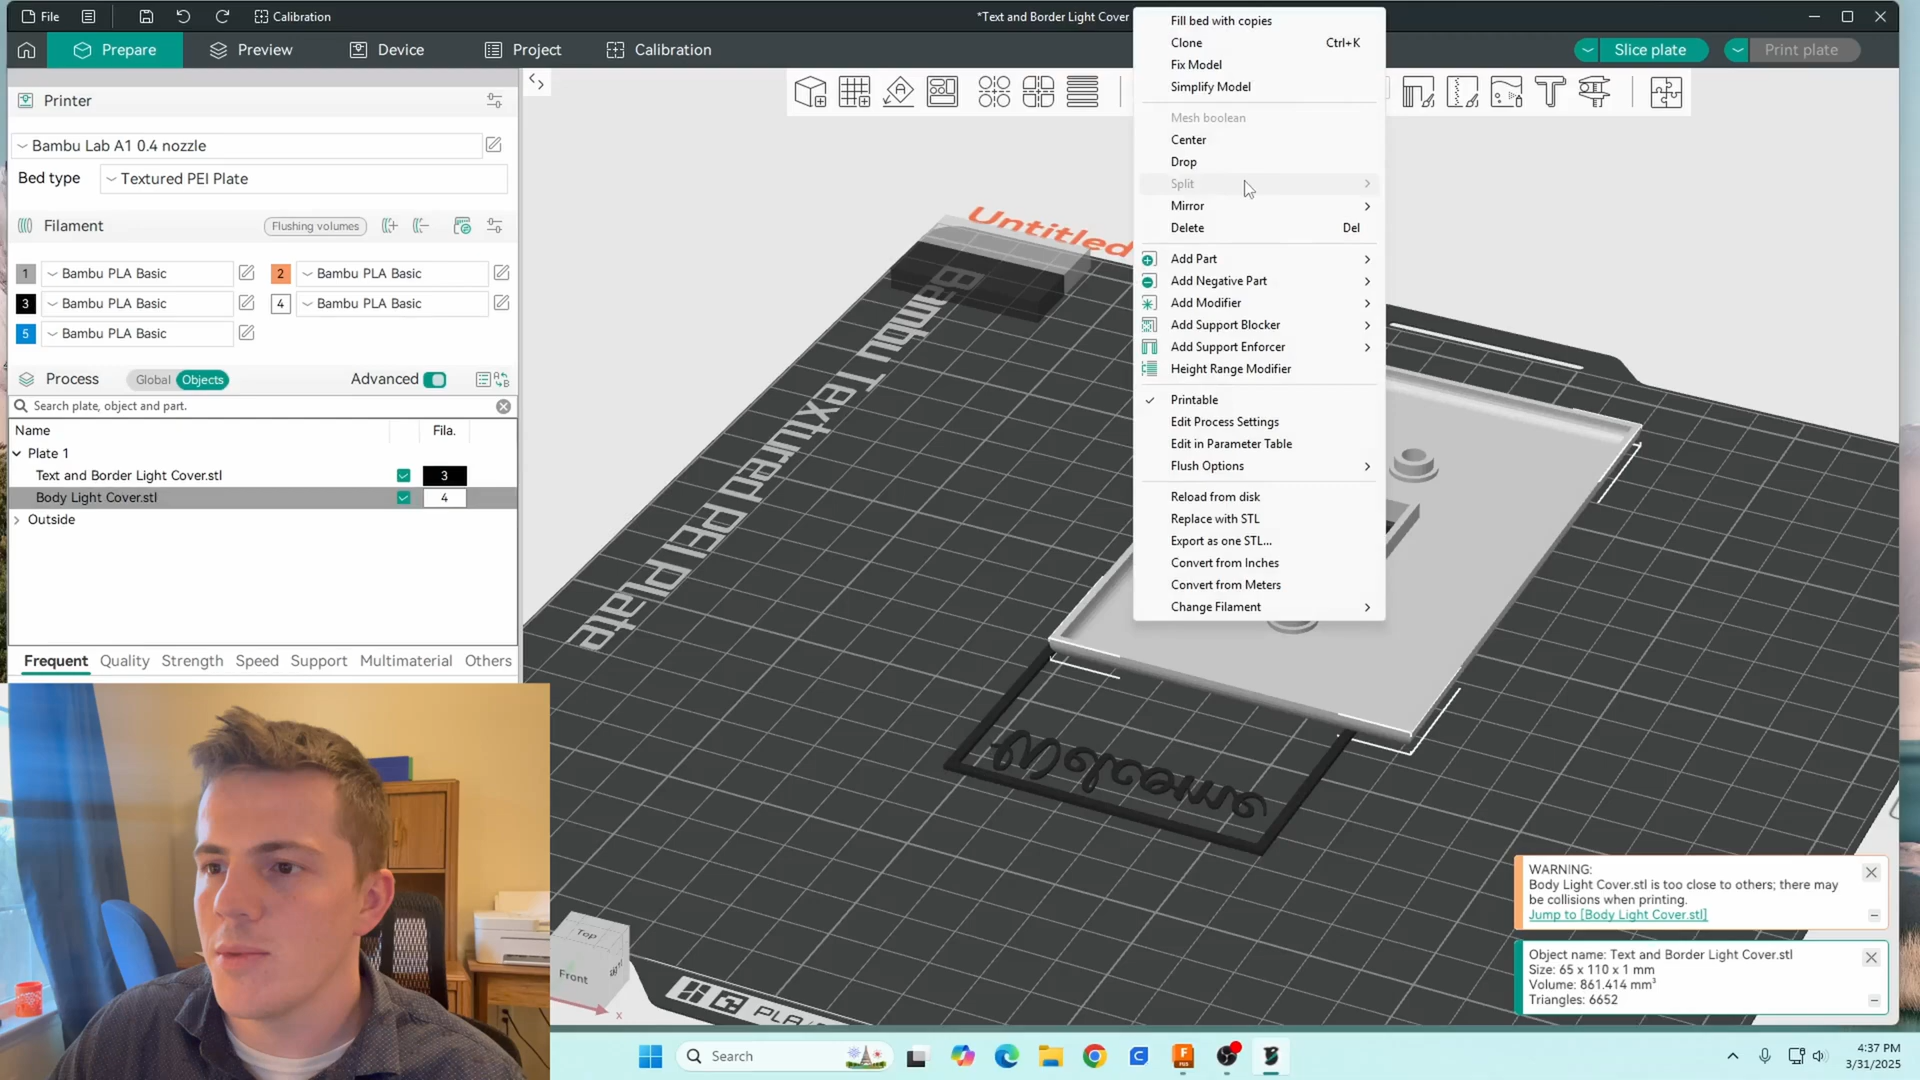 File
Calibration
*Text and Border Light Cover
Prepare
Preview
Device
Project
Calibration
Slice plate
Print plate
Printer
Bambu Lab A1 0.4 nozzle
Bed type
Textured PEI Plate
Filament
Flushing volumes
1 Bambu PLA Basic
2 Bambu PLA Basic
3 Bambu PLA Basic
4 Bambu PLA Basic
5 Bambu PLA Basic
Process
Global
Objects
Advanced
Search plate, object and part.
Name
Fila.
Plate 1
Text and Border Light Cover.stl
3
Body Light Cover.stl
4
Outside
Frequent
Quality
Strength
Speed
Support
Multimaterial
Others
Fill bed with copies
Clone
Ctrl+K
Fix Model
Simplify Model
Mesh boolean
Center
Drop
Split
Mirror
Delete
Del
Add Part
Add Negative Part
Add Modifier
Add Support Blocker
Add Support Enforcer
Height Range Modifier
Printable
Edit Process Settings
Edit in Parameter Table
Flush Options
Reload from disk
Replace with STL
Export as one STL...
Convert from Inches
Convert from Meters
Change Filament
Untitled
Bambu Textured PEI Plate
Top
Front
x
WARNING:
Body Light Cover.stl is too close to others; there may
be collisions when printing.
Jump to [Body Light Cover.stl]
Object name: Text and Border Light Cover.stl
Size: 65 x 110 x 1 mm
Volume: 861.414 mm³
Triangles: 6652
Search
4:37 PM
3/31/2025